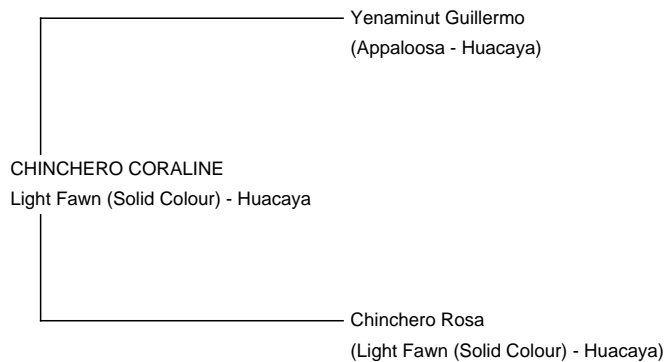 Yenaminut Guillermo
(Appaloosa - Huacaya)
CHINCHERO CORALINE
Light Fawn (Solid Colour) - Huacaya
Chinchero Rosa
(Light Fawn (Solid Colour) - Huacaya)